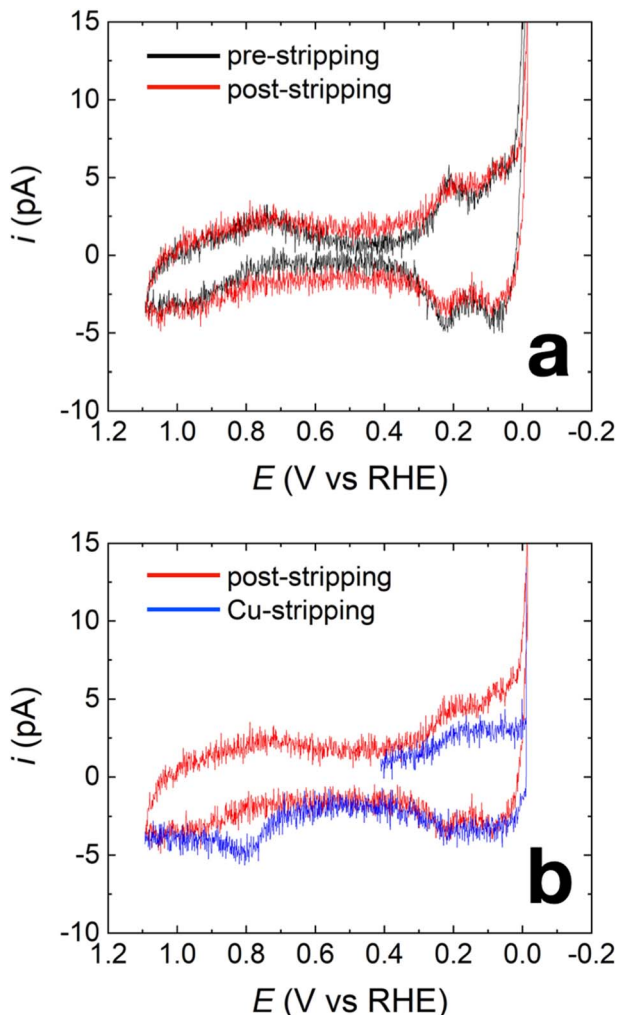 15
10
5
0
-5
-10
i (pA)
pre-stripping
post-stripping
a
1.2 1.0 0.8 0.6 0.4 0.2 0.0 -0.2
E (V vs RHE)
15
10
5
0
-5
-10
i (pA)
post-stripping
Cu-stripping
b
1.2 1.0 0.8 0.6 0.4 0.2 0.0 -0.2
E (V vs RHE)